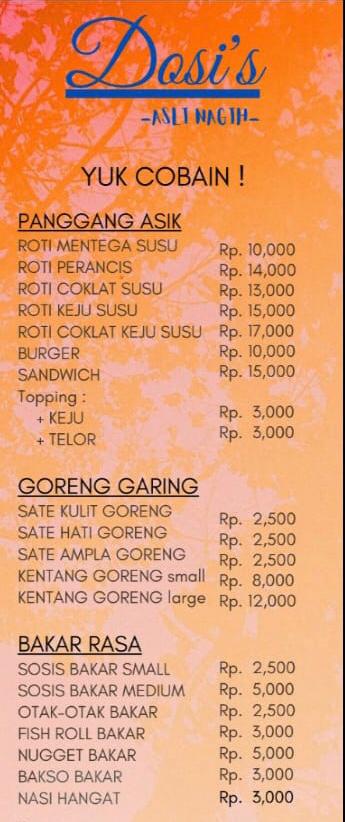 Dosi's
-ASLI NAGIH-
YUK COBAIN !
PANGGANG ASIK
ROTI MENTEGA SUSU Rp. 10,000
ROTI PERANCIS Rp. 14,000
ROTI COKLAT SUSU Rp. 13,000
ROTI KEJU SUSU Rp. 15,000
ROTI COKLAT KEJU SUSU Rp. 17,000
BURGER Rp. 10,000
SANDWICH Rp. 15,000
Topping :
+ KEJU Rp. 3,000
+ TELOR Rp. 3,000
GORENG GARING
SATE KULIT GORENG Rp. 2,500
SATE HATI GORENG Rp. 2,500
SATE AMPLA GORENG Rp. 2,500
KENTANG GORENG small Rp. 8,000
KENTANG GORENG large Rp. 12,000
BAKAR RASA
SOSIS BAKAR SMALL Rp. 2,500
SOSIS BAKAR MEDIUM Rp. 5,000
OTAK-OTAK BAKAR Rp. 2,500
FISH ROLL BAKAR Rp. 3,000
NUGGET BAKAR Rp. 5,000
BAKSO BAKAR Rp. 3,000
NASI HANGAT Rp. 3,000